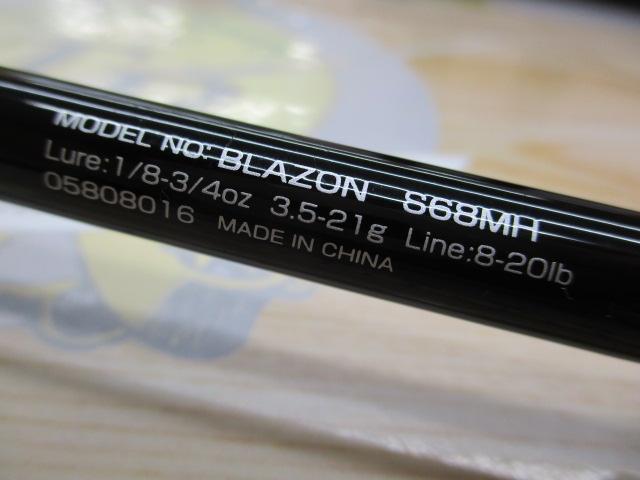 MODEL NO: BLAZON S68MH
Lure:1/8-3/4oz 3.5-21g Line:8-20lb
05808016 MADE IN CHINA